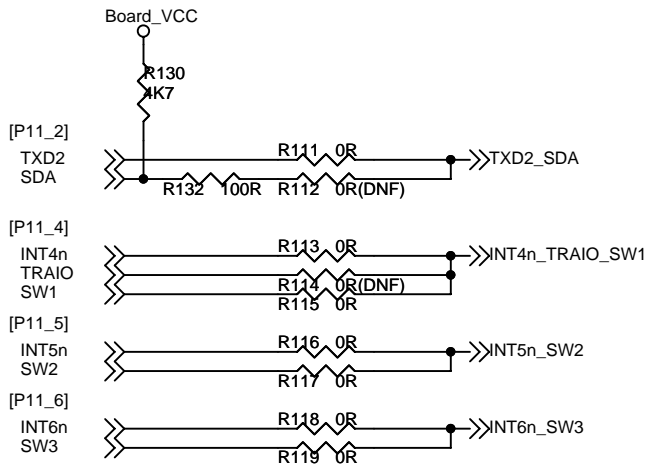 Board_VCC
R130
4K7
[P11_2]
TXD2 R111 0R TXD2_SDA
SDA R132 100R R112 0R(DNF)
[P11_4]
INT4n R113 0R INT4n_TRAIO_SW1
TRAIO R114 0R(DNF)
SW1 R115 0R
[P11_5]
INT5n R116 0R INT5n_SW2
SW2 R117 0R
[P11_6]
INT6n R118 0R INT6n_SW3
SW3 R119 0R